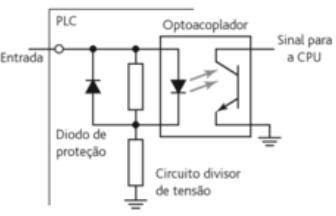 PLC
Optoacoplador
Entrada
Sinal para
a CPU
Diodo de
proteção
Circuito divisor
de tensão